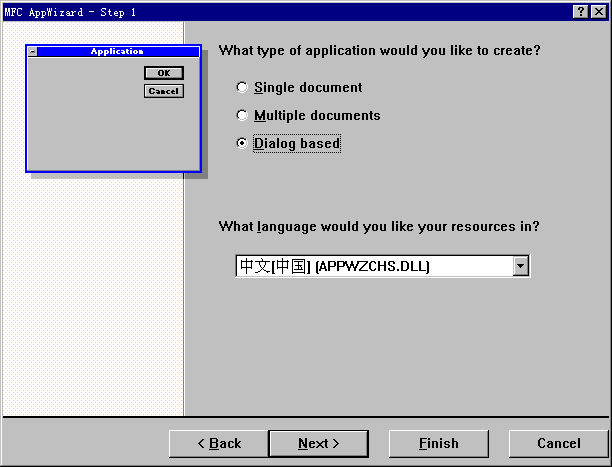 MFC AppWizard - Step 1
Application
OK
Cancel
What type of application would you like to create?
Single document
Multiple documents
Dialog based
What language would you like your resources in?
中文[中国] (APPWZCHS.DLL)
< Back
Next >
Finish
Cancel